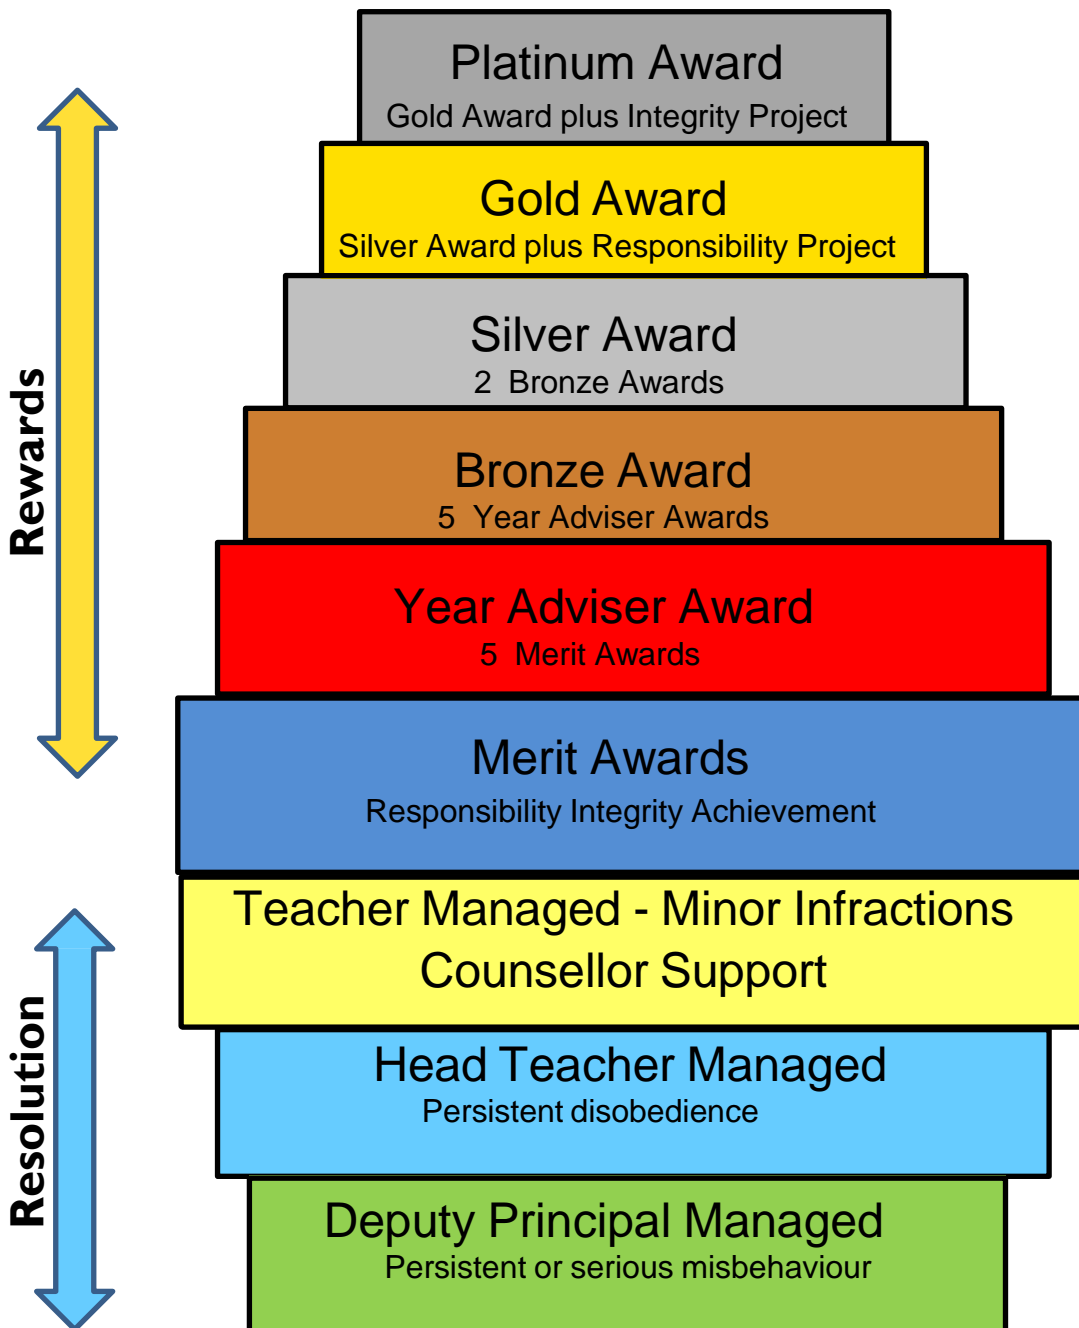 Platinum Award
Gold Award plus Integrity Project
Gold Award
Silver Award plus Responsibility Project
Silver Award
2 Bronze Awards
Bronze Award
5 Year Adviser Awards
Year Adviser Award
5 Merit Awards
Merit Awards
Responsibility Integrity Achievement
Rewards
Teacher Managed - Minor Infractions
Counsellor Support
Head Teacher Managed
Persistent disobedience
Deputy Principal Managed
Persistent or serious misbehaviour
Resolution